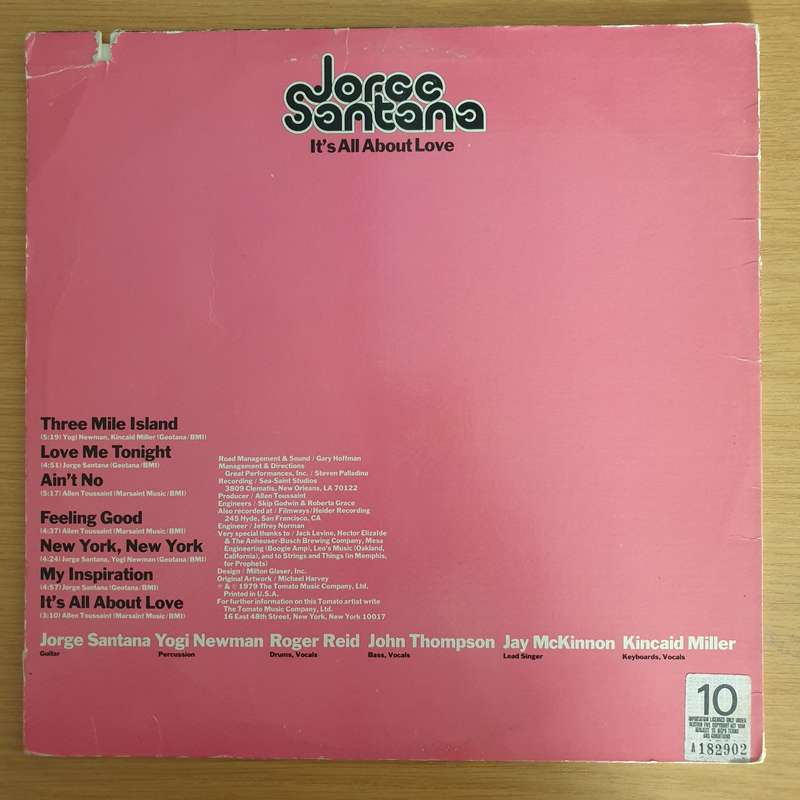 Jorge
Santana
It's All About Love
Three Mile Island
(5:19) Yogi Newman, Kincaid Miller (Geotana/BMI)
Love Me Tonight
(4:51) Jorge Santana (Geotana/BMI)
Ain't No
(5:17) Allen Toussaint (Marsaint Music/BMI)
Feeling Good
(4:37) Allen Toussaint (Marsaint Music/BMI)
New York, New York
(4:24) Jorge Santana, Yogi Newman (Geotana/BMI)
My Inspiration
(4:57) Jorge Santana (Geotana/BMI)
It's All About Love
(3:10) Allen Toussaint (Marsaint Music/BMI)
Road Management & Sound / Gary Hoffman
Management & Directions
Great Performances, Inc. / Steven Palladino
Recording / Sea-Saint Studios
3809 Clematis, New Orleans, LA 70122
Producer / Allen Toussaint
Engineers / Skip Godwin & Roberta Grace
Also recorded at / Filmways/Heider Recording
245 Hyde, San Francisco, CA
Engineer / Jeffrey Norman
Very special thanks to / Jack Levine, Hector Elizalde
& The Anheuser-Busch Brewing Company, Mesa
Engineering (Boogie Amp), Leo's Music (Oakland,
California), and to Strings and Things (in Memphis,
for Prophets)
Design / Milton Glaser, Inc.
Original Artwork / Michael Harvey
℗ & © 1979 The Tomato Music Company, Ltd.
Printed in U.S.A.
For further information on this Tomato artist write
The Tomato Music Company, Ltd.
16 East 48th Street, New York, New York 10017
Jorge Santana Yogi Newman Roger Reid John Thompson Jay McKinnon Kincaid Miller
Guitar Percussion Drums, Vocals Bass, Vocals Lead Singer Keyboards, Vocals
10
IMPORTATION LICENSED ONLY UNDER
AND CONDITIONS
A182902